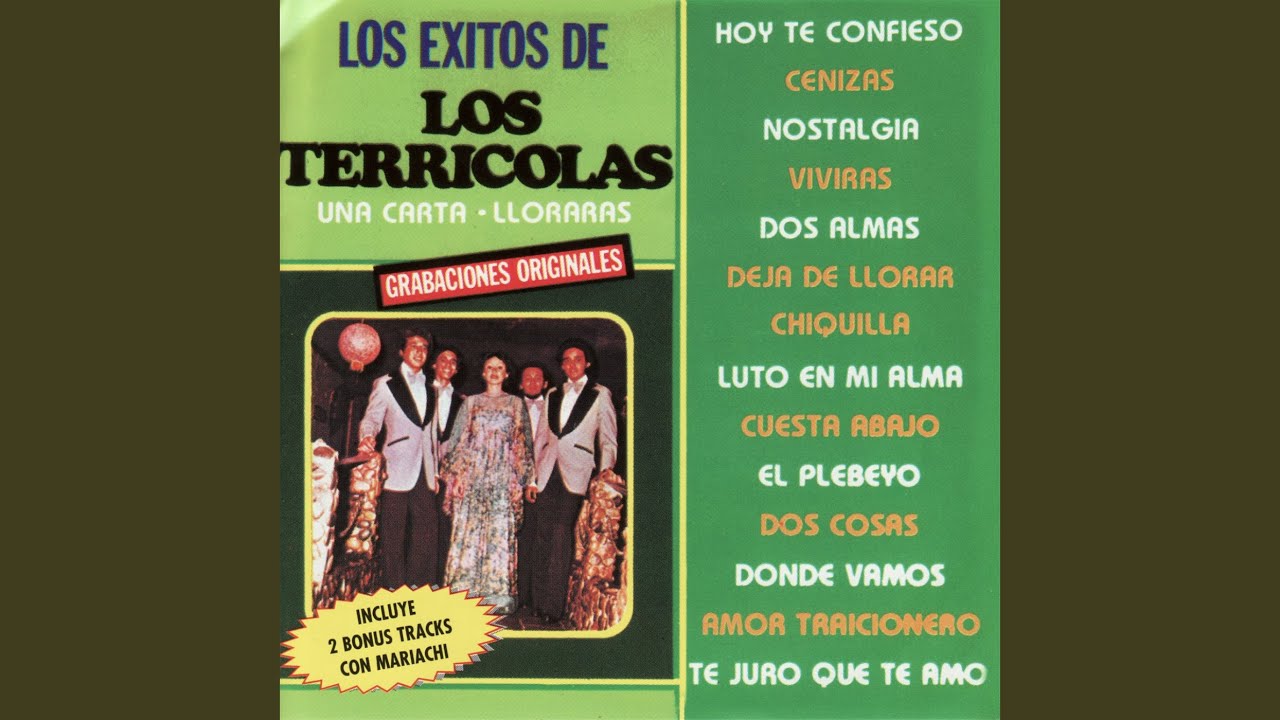 LOS EXITOS DE
LOS
TERRICOLAS
UNA CARTA • LLORARAS
GRABACIONES ORIGINALES
INCLUYE
2 BONUS TRACKS
CON MARIACHI
HOY TE CONFIESO
CENIZAS
NOSTALGIA
VIVIRAS
DOS ALMAS
DEJA DE LLORAR
CHIQUILLA
LUTO EN MI ALMA
CUESTA ABAJO
EL PLEBEYO
DOS COSAS
DONDE VAMOS
AMOR TRAICIONERO
TE JURO QUE TE AMO